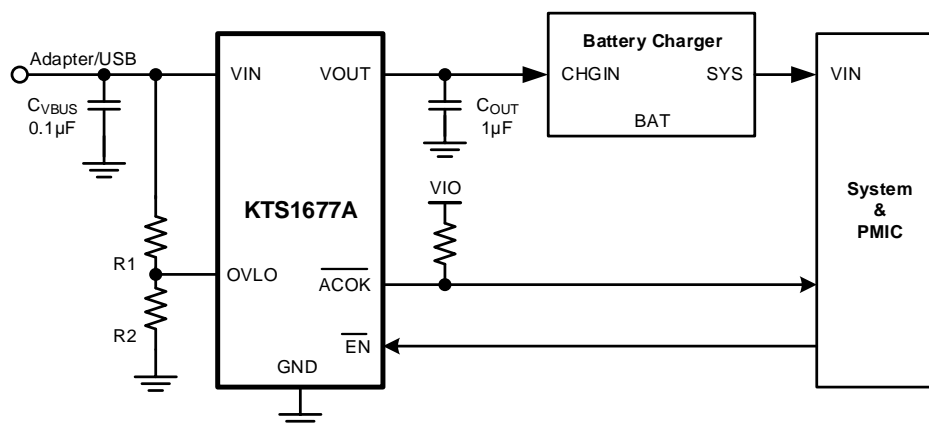 Adapter/USB
CVBUS
0.1µF
R1
R2
VIN
VOUT
KTS1677A
OVLO
ACOK
EN
GND
COUT
1µF
VIO
Battery Charger
CHGIN
SYS
BAT
VIN
System
&
PMIC